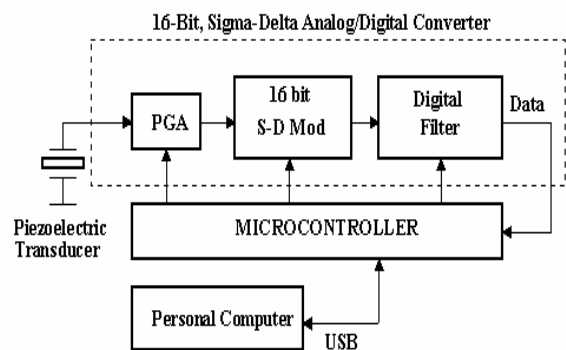 16-Bit, Sigma-Delta Analog/Digital Converter
PGA
16 bit
S-D Mod
Digital
Filter
Data
Piezoelectric
Transducer
MICROCONTROLLER
Personal Computer
USB